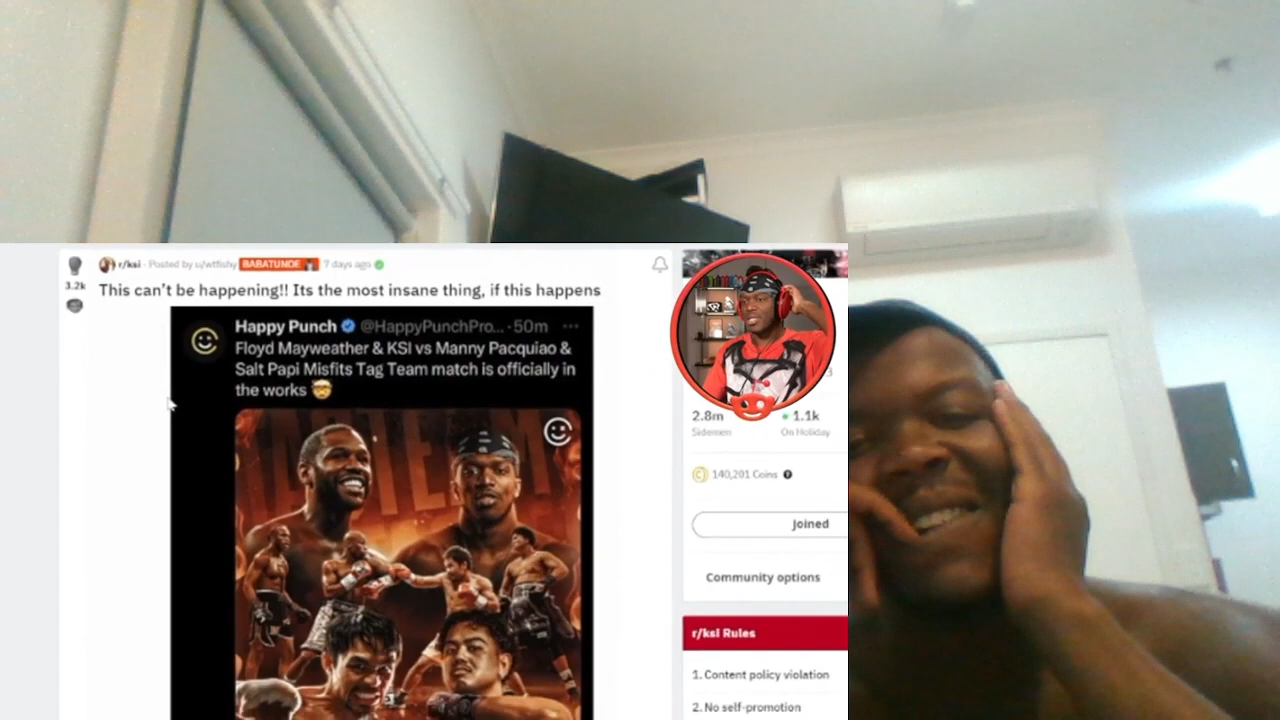 r/ksi · Posted by u/wtfishy BABATUNDE 7 days ago
3.2k
This can't be happening!! Its the most insane thing, if this happens
Happy Punch @HappyPunchPro... · 50m ...
Floyd Mayweather & KSI vs Manny Pacquiao &
Salt Papi Misfits Tag Team match is officially in
the works
TAG TEAM
2.8m
Sidemen
1.1k
On Holiday
140,201 Coins
Joined
Community options
r/ksi Rules
1. Content policy violation
2. No self-promotion